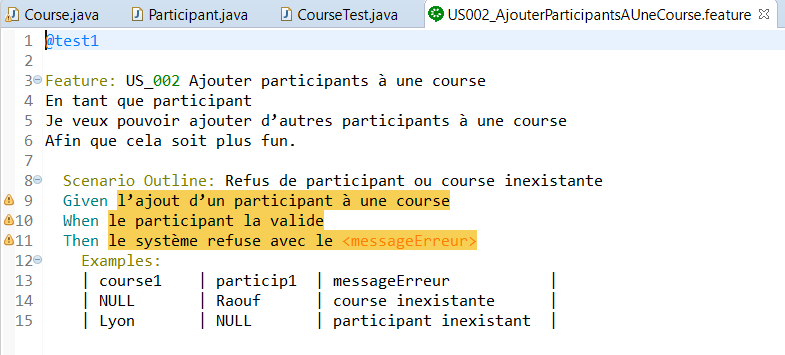 Course.java Participant.java CourseTest.java US002_AjouterParticipantsAUneCourse.feature
1 @test1
2
3 Feature: US_002 Ajouter participants à une course
4 En tant que participant
5 Je veux pouvoir ajouter d’autres participants à une course
6 Afin que cela soit plus fun.
7
8 Scenario Outline: Refus de participant ou course inexistante
9 Given l’ajout d’un participant à une course
10 When le participant la valide
11 Then le système refuse avec le <messageErreur>
12 Examples:
13 | course1 | particip1 | messageErreur |
14 | NULL | Raouf | course inexistante |
15 | Lyon | NULL | participant inexistant |